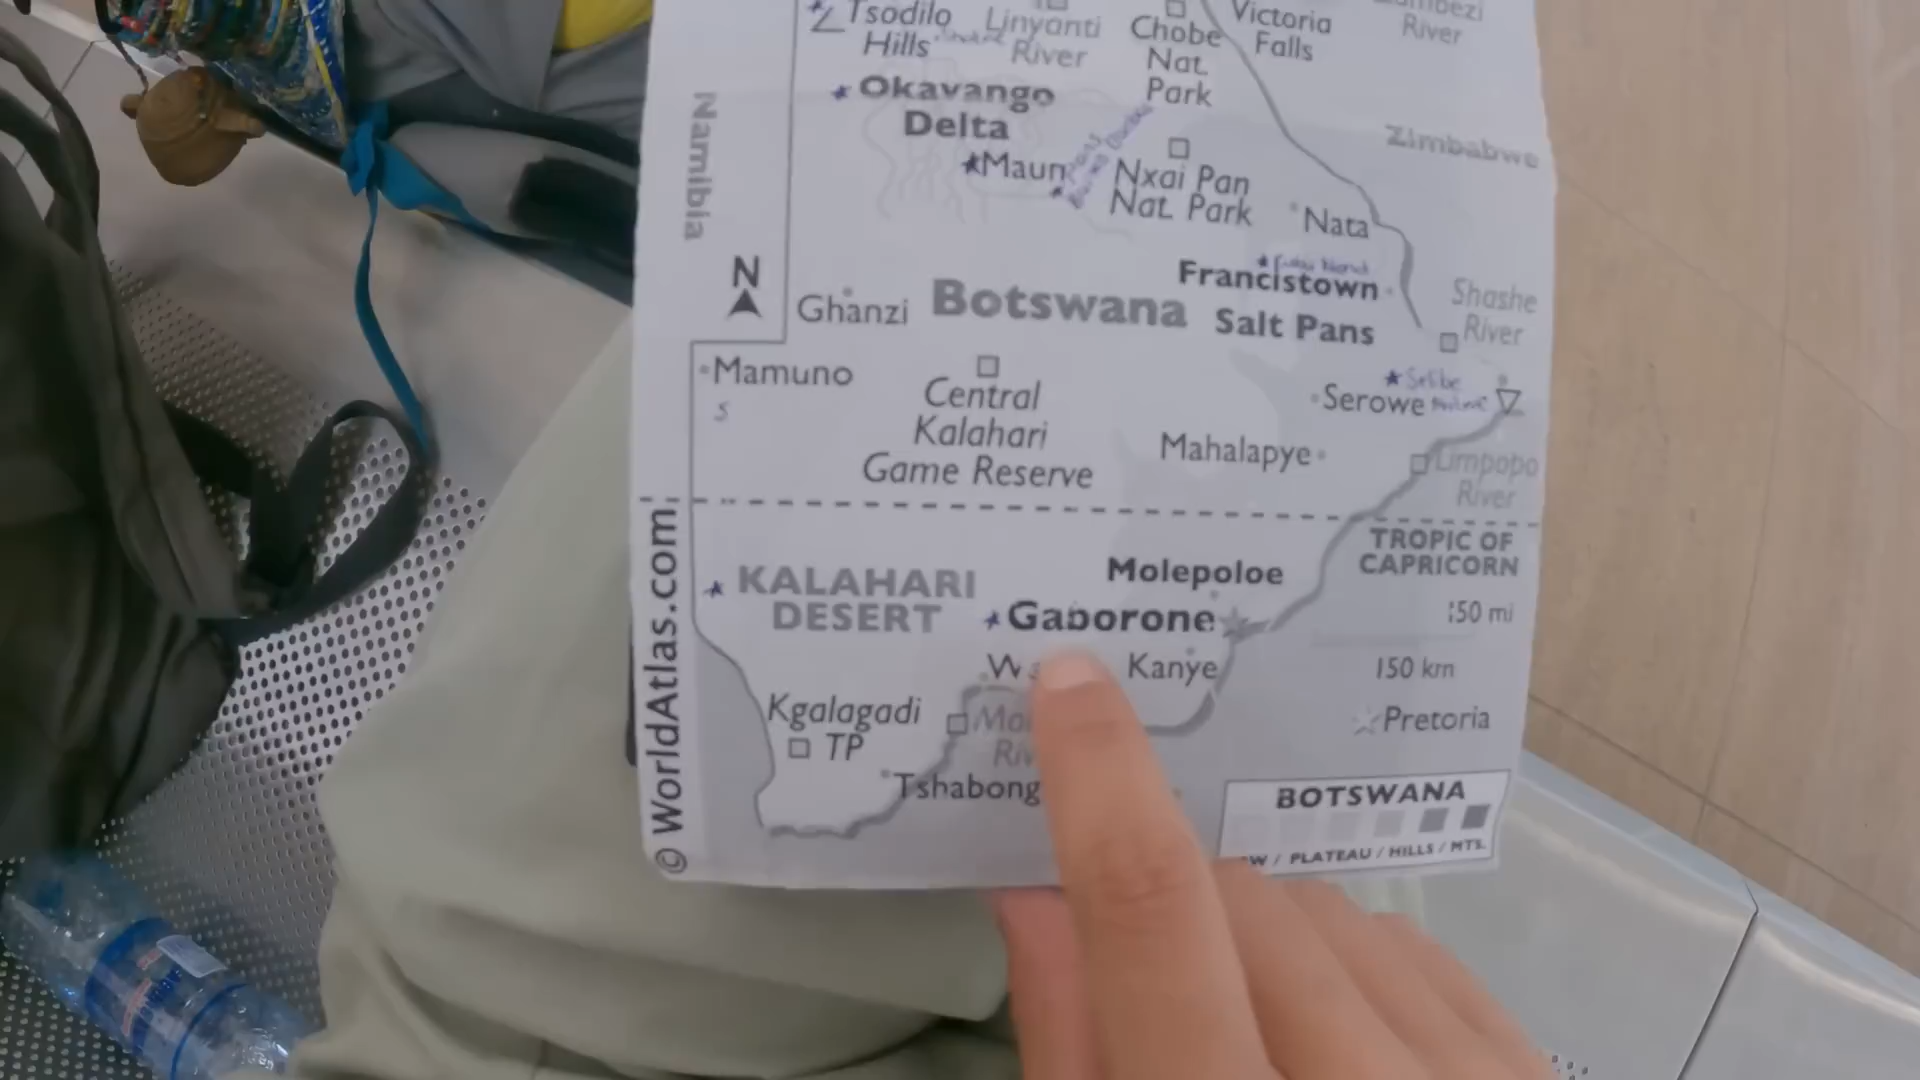 Tsodilo
Hills
Linyanti
River
Chobe
Nat.
Park
Victoria
Falls
River
Okavango
Delta
Namibia
Zimbabwe
Maun
Nxai Pan
Nat. Park
Nata
N
Ghanzi
Botswana
Francistown
Salt Pans
Shashe
River
Mamuno
S
Central
Kalahari
Game Reserve
Selibe
Serowe
Mahalapye
Limpopo
River
TROPIC OF
CAPRICORN
Molepoloe
KALAHARI
DESERT
Gaborone
150 mi
Kanye
150 km
Kgalagadi
TP
Pretoria
Tshabong
BOTSWANA
/ PLATEAU / HILLS / MTS.
© WorldAtlas.com